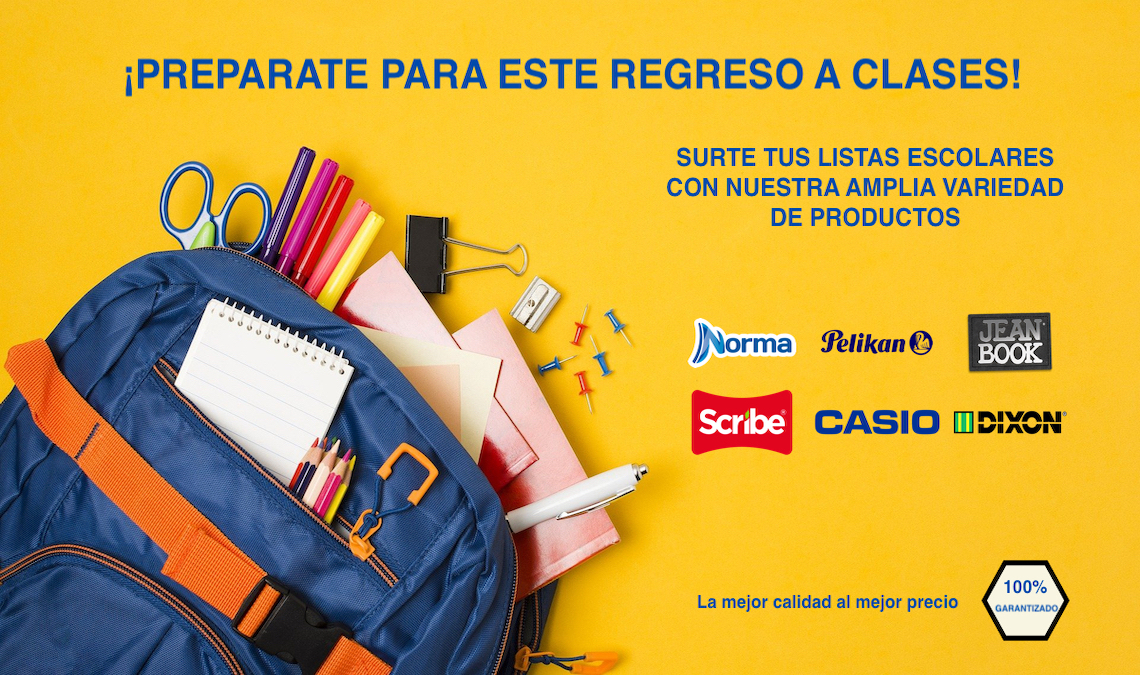 ¡PREPARATE PARA ESTE REGRESO A CLASES!
SURTE TUS LISTAS ESCOLARES
CON NUESTRA AMPLIA VARIEDAD
DE PRODUCTOS
Norma
Pelikan
JEAN
BOOK
Scribe®
CASIO
DIXON®
La mejor calidad al mejor precio
100%
GARANTIZADO